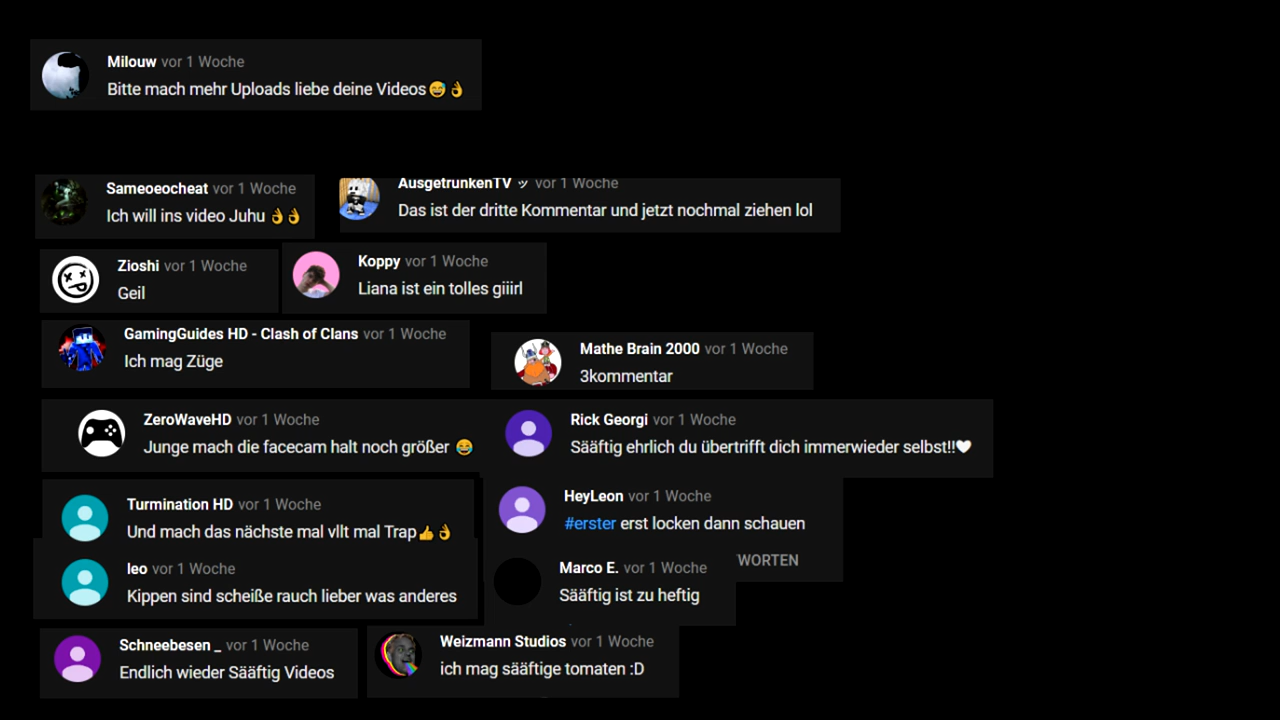 Milouw vor 1 Woche
Bitte mach mehr Uploads liebe deine Videos😅👌
Sameoeocheat vor 1 Woche
Ich will ins video Juhu 👌👌
AusgetrunkenTV ッ vor 1 Woche
Das ist der dritte Kommentar und jetzt nochmal ziehen lol
Zioshi vor 1 Woche
Geil
Koppy vor 1 Woche
Liana ist ein tolles giiirl
GamingGuides HD - Clash of Clans vor 1 Woche
Ich mag Züge
Mathe Brain 2000 vor 1 Woche
3kommentar
ZeroWaveHD vor 1 Woche
Junge mach die facecam halt noch größer 😂
Rick Georgi vor 1 Woche
Sääftig ehrlich du übertrifft dich immerwieder selbst!!🖤
Turmination HD vor 1 Woche
Und mach das nächste mal vllt mal Trap👍👌
HeyLeon vor 1 Woche
#erster erst locken dann schauen
WORTEN
leo vor 1 Woche
Kippen sind scheiße rauch lieber was anderes
Marco E. vor 1 Woche
Sääftig ist zu heftig
Schneebesen _ vor 1 Woche
Endlich wieder Sääftig Videos
Weizmann Studios vor 1 Woche
ich mag sääftige tomaten :D